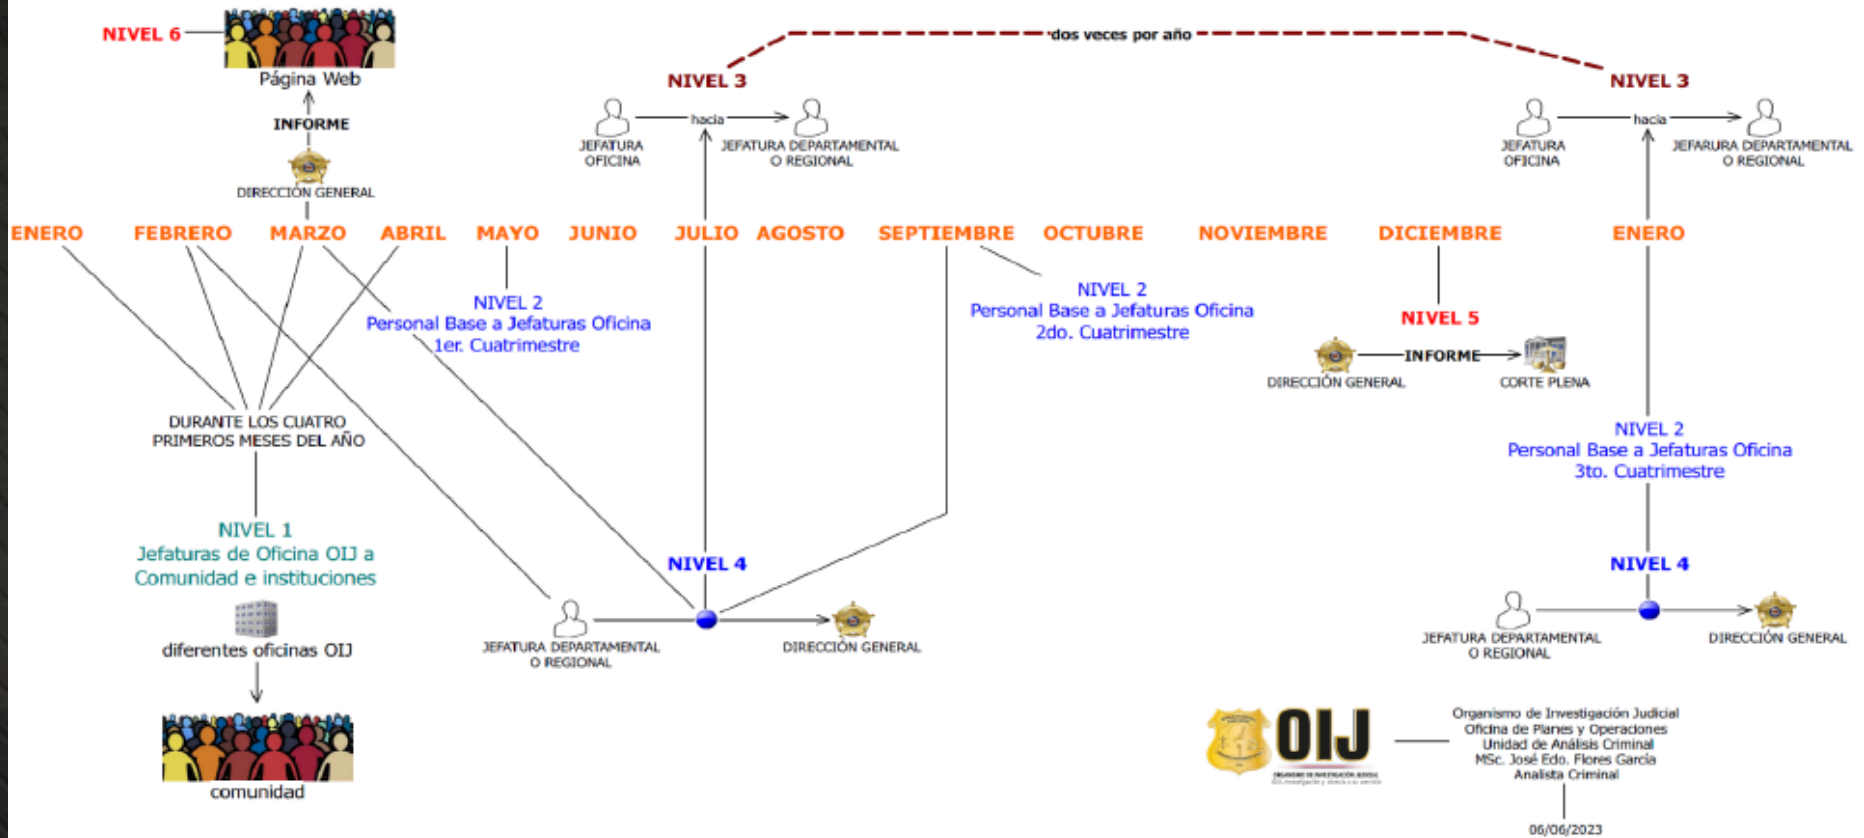 NIVEL 6
Página Web
INFORME
DIRECCIÓN GENERAL
dos veces por año
NIVEL 3
hacia
JEFATURA
OFICINA
JEFATURA DEPARTAMENTAL
O REGIONAL
NIVEL 3
hacia
JEFATURA
OFICINA
JEFARURA DEPARTAMENTAL
O REGIONAL
ENERO FEBRERO MARZO ABRIL MAYO JUNIO JULIO AGOSTO SEPTIEMBRE OCTUBRE NOVIEMBRE DICIEMBRE ENERO
NIVEL 2
Personal Base a Jefaturas Oficina
1er. Cuatrimestre
NIVEL 2
Personal Base a Jefaturas Oficina
2do. Cuatrimestre
NIVEL 5
INFORME
DIRECCIÓN GENERAL
CORTE PLENA
DURANTE LOS CUATRO
PRIMEROS MESES DEL AÑO
NIVEL 2
Personal Base a Jefaturas Oficina
3to. Cuatrimestre
NIVEL 1
Jefaturas de Oficina OIJ a
Comunidad e instituciones
diferentes oficinas OIJ
comunidad
NIVEL 4
JEFATURA DEPARTAMENTAL
O REGIONAL
DIRECCIÓN GENERAL
NIVEL 4
JEFATURA DEPARTAMENTAL
O REGIONAL
DIRECCIÓN GENERAL
OIJ
ORGANISMO DE INVESTIGACIÓN JUDICIAL
Organismo de Investigación Judicial
Oficina de Planes y Operaciones
Unidad de Análisis Criminal
MSc. José Edo. Flores García
Analista Criminal
06/06/2023